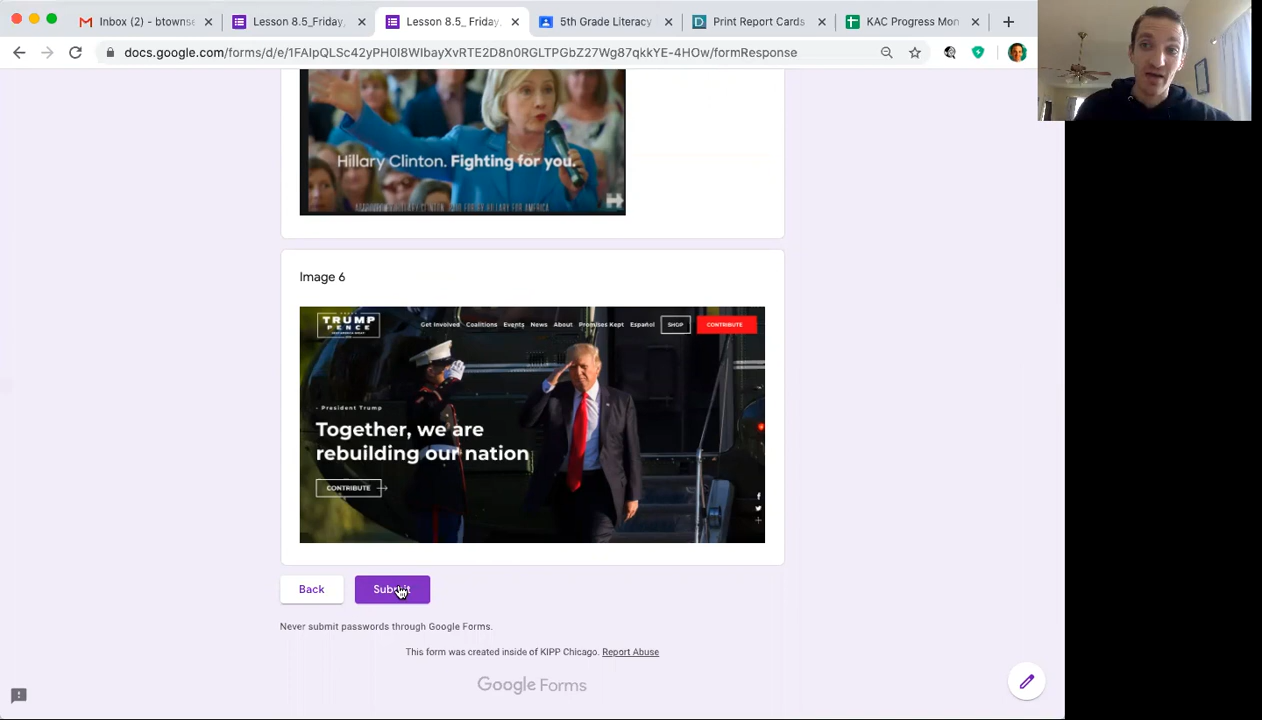 Inbox (2) - btownse
Lesson 8.5_Friday,
Lesson 8.5_ Friday,
5th Grade Literacy
Print Report Cards
KAC Progress Mon
docs.google.com/forms/d/e/1FAIpQLSc42yPH0I8WIbayXvRTE2D8n0RGLTPGbZ27Wg87qkkYE-4HOw/formResponse
Hillary Clinton. Fighting for you.
Image 6
TRUMP
PENCE
Get Involved Coalitions Events News About Promises Kept Español SHOP CONTRIBUTE
- President Trump
Together, we are
rebuilding our nation
CONTRIBUTE
Back
Submit
Never submit passwords through Google Forms.
This form was created inside of KIPP Chicago. Report Abuse
Google Forms